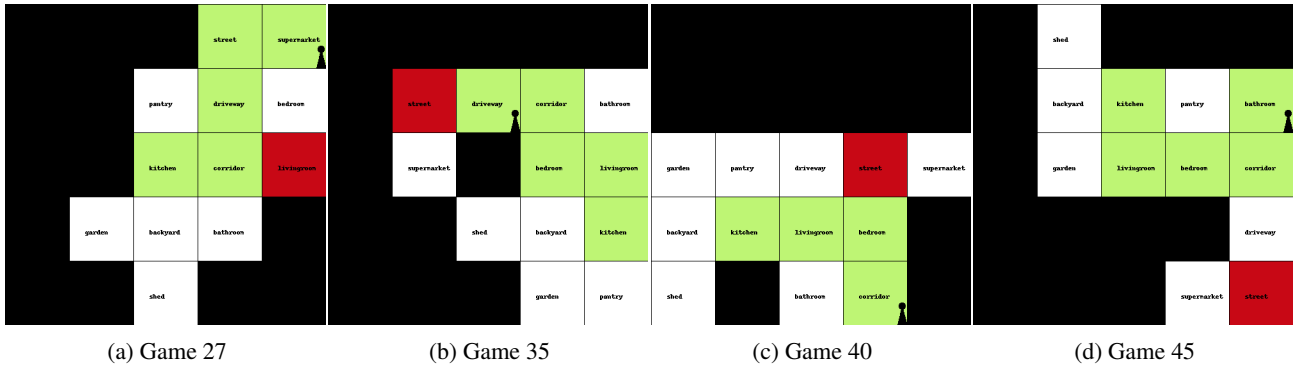 street supermarket
pantry driveway bedroom
kitchen corridor livingroom
garden backyard bathroom
shed
(a) Game 27
street driveway corridor bathroom
supermarket bedroom livingroom
shed backyard kitchen
garden pantry
(b) Game 35
garden pantry driveway street supermarket
backyard kitchen livingroom bedroom
shed bathroom corridor
(c) Game 40
shed
backyard kitchen pantry bathroom
garden livingroom bedroom corridor
driveway
supermarket street
(d) Game 45